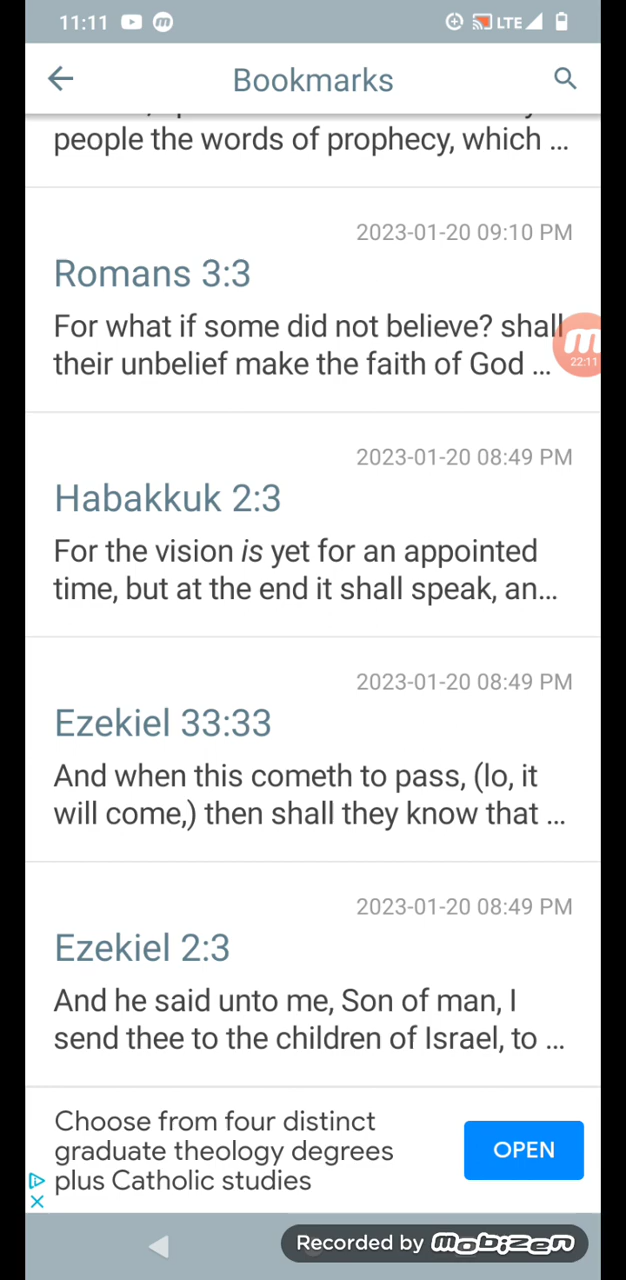 11:11 LTE
Bookmarks
people the words of prophecy, which ...
2023-01-20 09:10 PM
Romans 3:3
For what if some did not believe? shall
their unbelief make the faith of God ...
m
22:11
2023-01-20 08:49 PM
Habakkuk 2:3
For the vision is yet for an appointed
time, but at the end it shall speak, an...
2023-01-20 08:49 PM
Ezekiel 33:33
And when this cometh to pass, (lo, it
will come,) then shall they know that ...
2023-01-20 08:49 PM
Ezekiel 2:3
And he said unto me, Son of man, I
send thee to the children of Israel, to ...
Choose from four distinct
graduate theology degrees
plus Catholic studies
OPEN
Recorded by mobizen